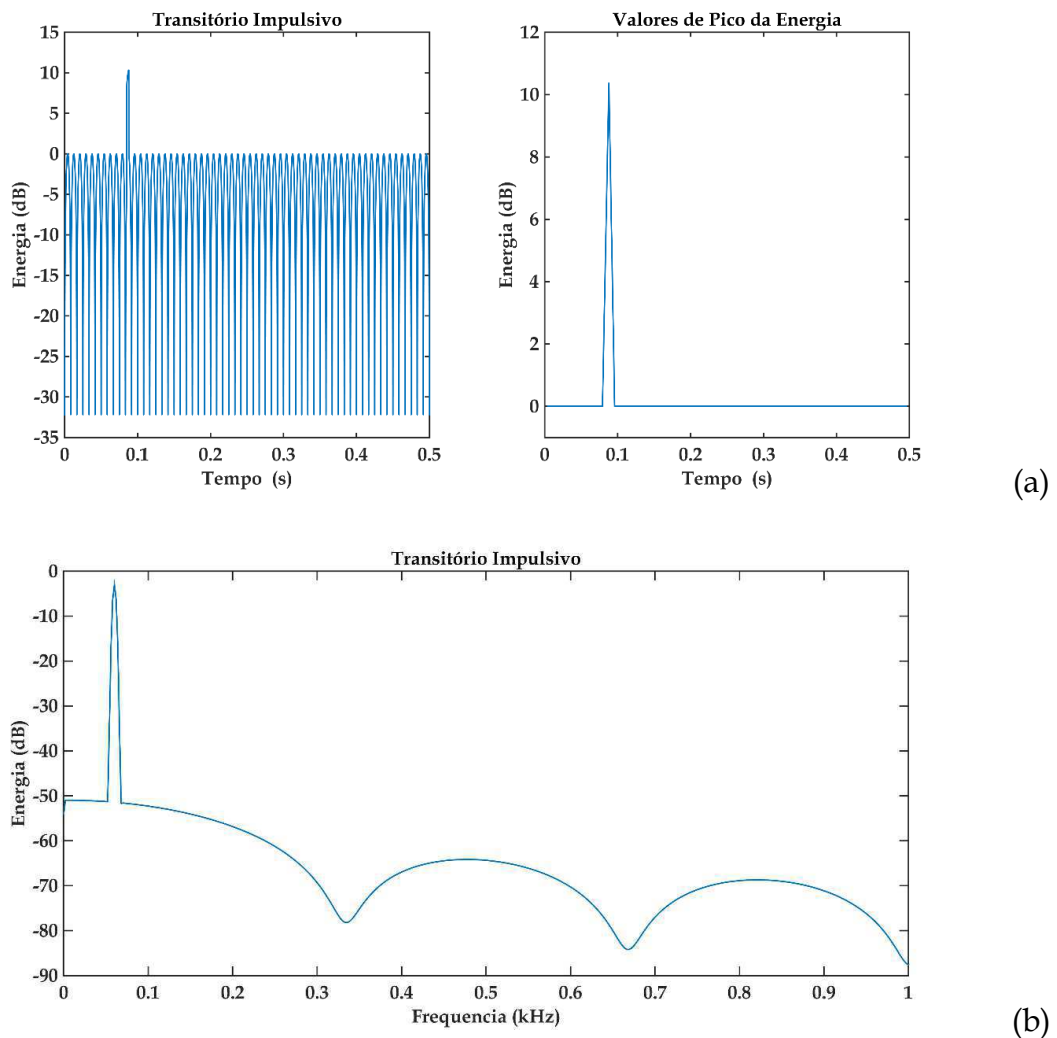 Transitório Impulsivo
Valores de Pico da Energia
15
10
5
0
-5
-10
-15
-20
-25
-30
-35
Energia (dB)
0 0.1 0.2 0.3 0.4 0.5
Tempo (s)
12
10
8
6
4
2
0
Energia (dB)
0 0.1 0.2 0.3 0.4 0.5
Tempo (s)
(a)
Transitório Impulsivo
0
-10
-20
-30
-40
-50
-60
-70
-80
-90
Energia (dB)
0 0.1 0.2 0.3 0.4 0.5 0.6 0.7 0.8 0.9 1
Frequencia (kHz)
(b)